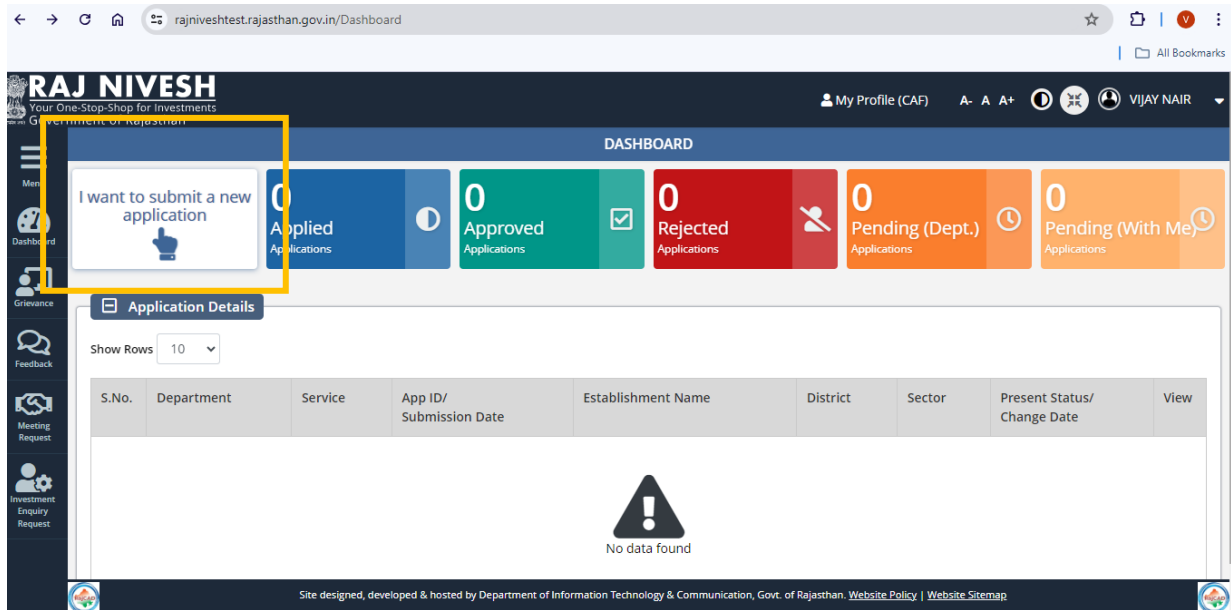 rajniveshtest.rajasthan.gov.in/Dashboard
V
All Bookmarks
RAJ NIVESH
Your One-Stop-Shop for Investments
Government of Rajasthan
My Profile (CAF) A- A A+ VIJAY NAIR
DASHBOARD
Menu
Dashboard
Grievance
Feedback
Meeting
Request
Investment
Enquiry
Request
I want to submit a new
application
0
Applied
Applications
0
Approved
Applications
0
Rejected
Applications
0
Pending (Dept.)
Applications
0
Pending (With Me)
Applications
Application Details
Show Rows 10
S.No. Department Service App ID/ Establishment Name District Sector Present Status/ View
Submission Date Change Date
No data found
Site designed, developed & hosted by Department of Information Technology & Communication, Govt. of Rajasthan. Website Policy | Website Sitemap